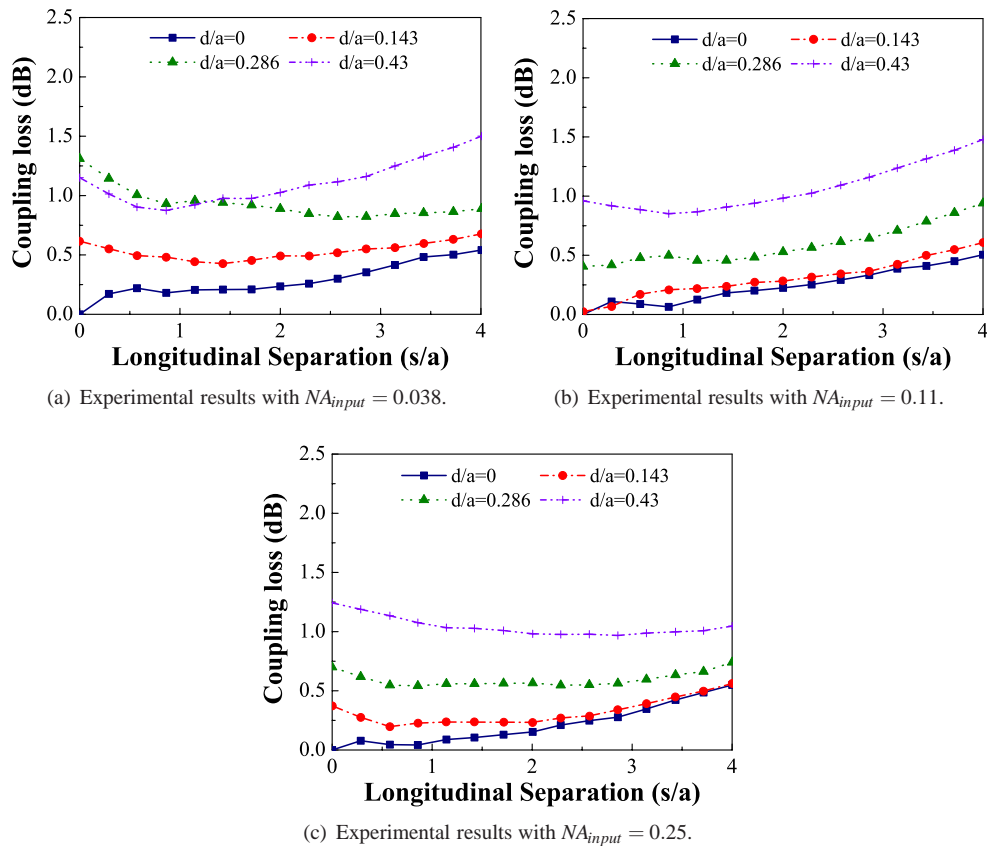 2.5
2.0
1.5
1.0
0.5
0.0
Coupling loss (dB)
d/a=0
d/a=0.143
d/a=0.286
d/a=0.43
0
1
2
3
4
Longitudinal Separation (s/a)
(a) Experimental results with NA_input = 0.038.
2.5
2.0
1.5
1.0
0.5
0.0
Coupling loss (dB)
d/a=0
d/a=0.143
d/a=0.286
d/a=0.43
0
1
2
3
4
Longitudinal Separation (s/a)
(b) Experimental results with NA_input = 0.11.
2.5
2.0
1.5
1.0
0.5
0.0
Coupling loss (dB)
d/a=0
d/a=0.143
d/a=0.286
d/a=0.43
0
1
2
3
4
Longitudinal Separation (s/a)
(c) Experimental results with NA_input = 0.25.